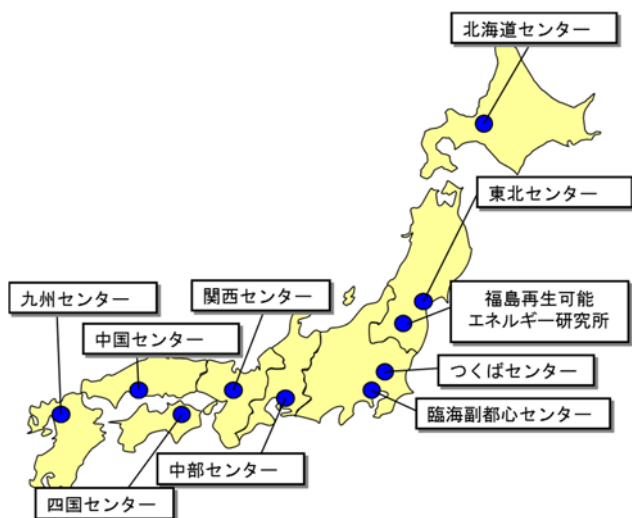 北海道センター
東北センター
福島再生可能
エネルギー研究所
つくばセンター
臨海副都心センター
九州センター
中国センター
関西センター
中部センター
四国センター